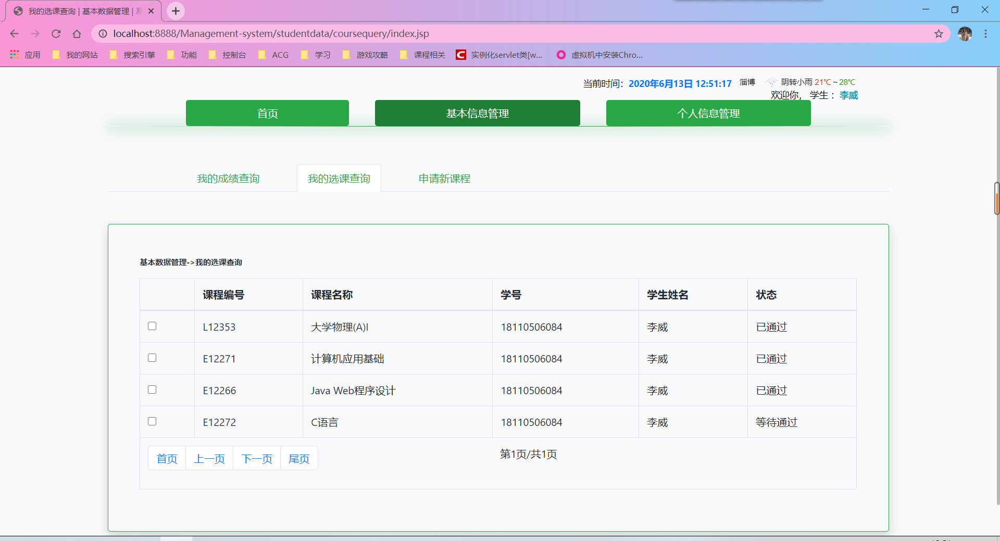 我的选课查询 | 基本数据管理 |
localhost:8888/Management-system/studentdata/coursequery/index.jsp
应用 我的网站 搜索引擎 功能 控制台 ACG 学习 游戏攻略 课程相关 实例化servlet类[w... 虚拟机中安装Chro...
当前时间：2020年6月13日 12:51:17 淄博 阴转小雨 21℃～28℃
欢迎你， 学生： 李威
首页 基本信息管理 个人信息管理
我的成绩查询 我的选课查询 申请新课程
基本数据管理->我的选课查询
课程编号 课程名称 学号 学生姓名 状态
L12353 大学物理(A)I 18110506084 李威 已通过
E12271 计算机应用基础 18110506084 李威 已通过
E12266 Java Web程序设计 18110506084 李威 已通过
E12272 C语言 18110506084 李威 等待通过
首页 上一页 下一页 尾页 第1页/共1页